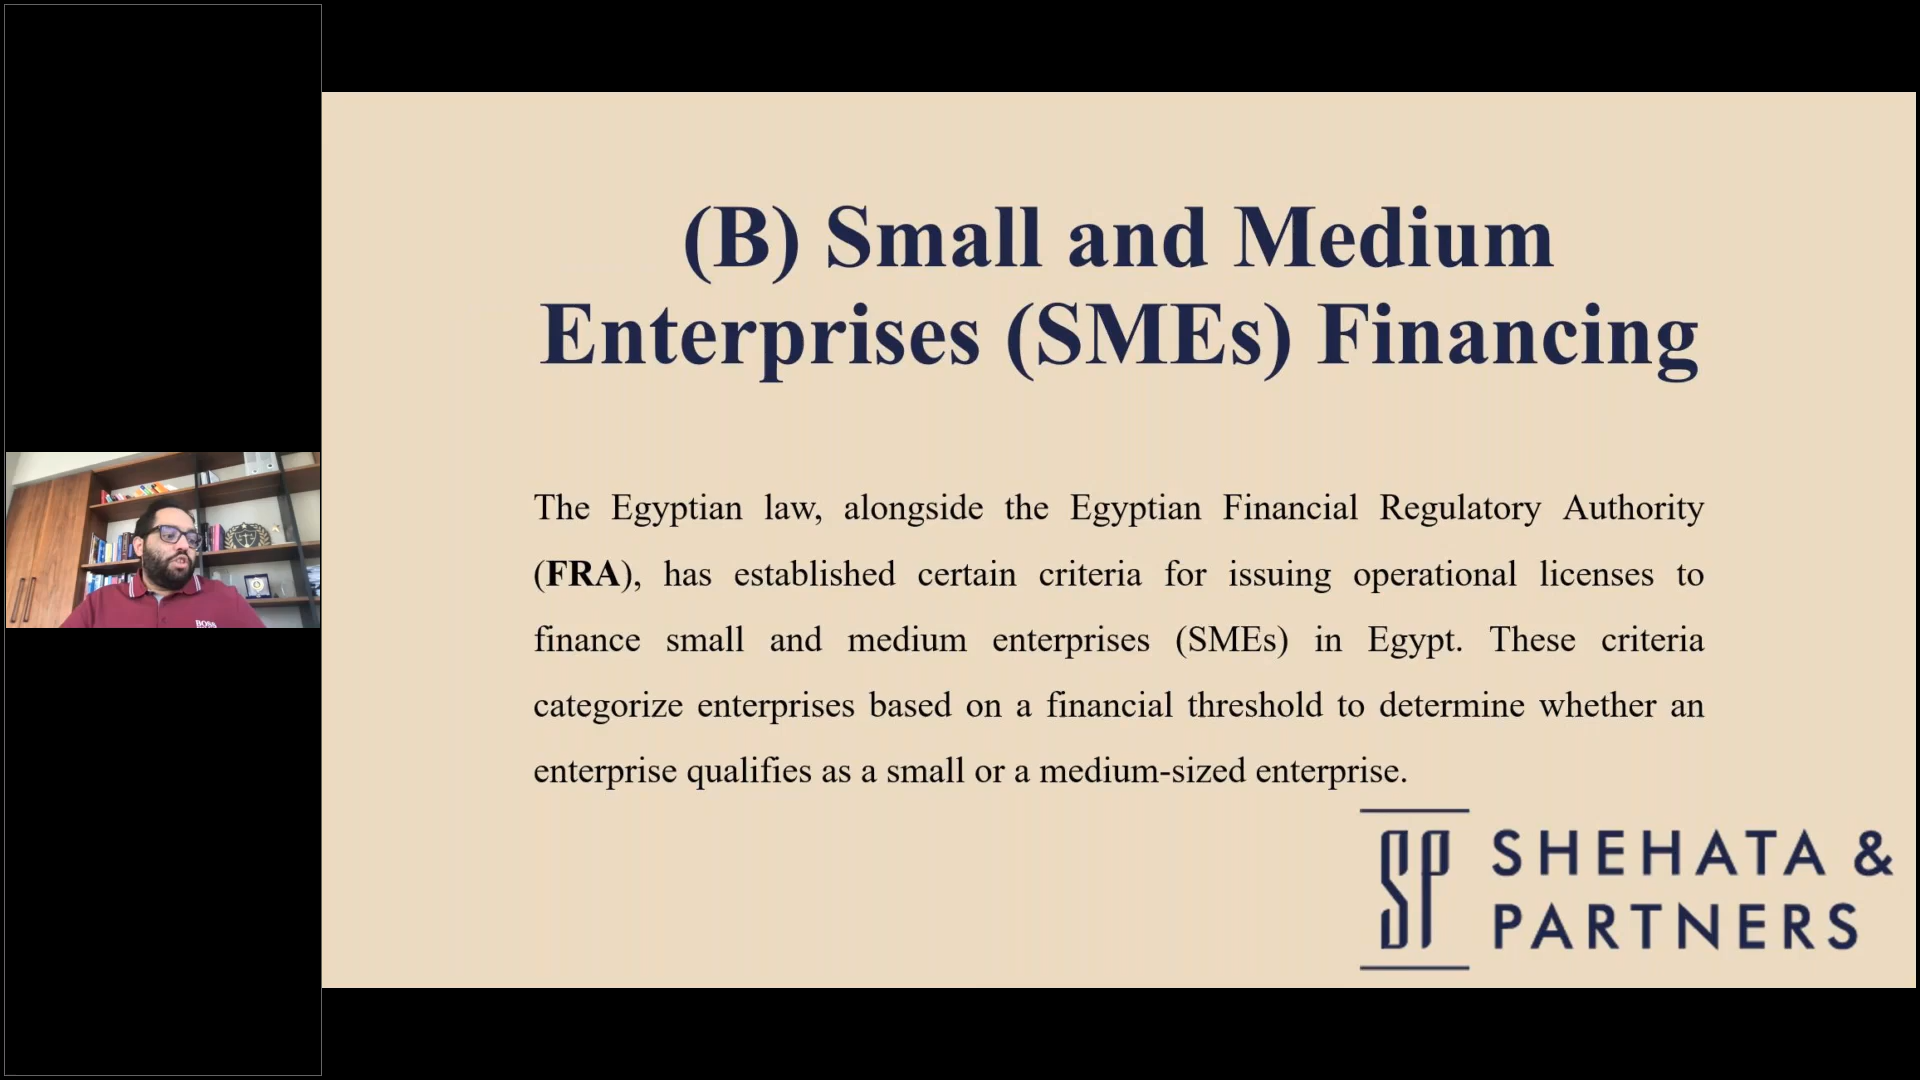 (B) Small and Medium
Enterprises (SMEs) Financing
The Egyptian law, alongside the Egyptian Financial Regulatory Authority
(FRA), has established certain criteria for issuing operational licenses to
finance small and medium enterprises (SMEs) in Egypt. These criteria
categorize enterprises based on a financial threshold to determine whether an
enterprise qualifies as a small or a medium-sized enterprise.
SP
SHEHATA &
PARTNERS
BOSS